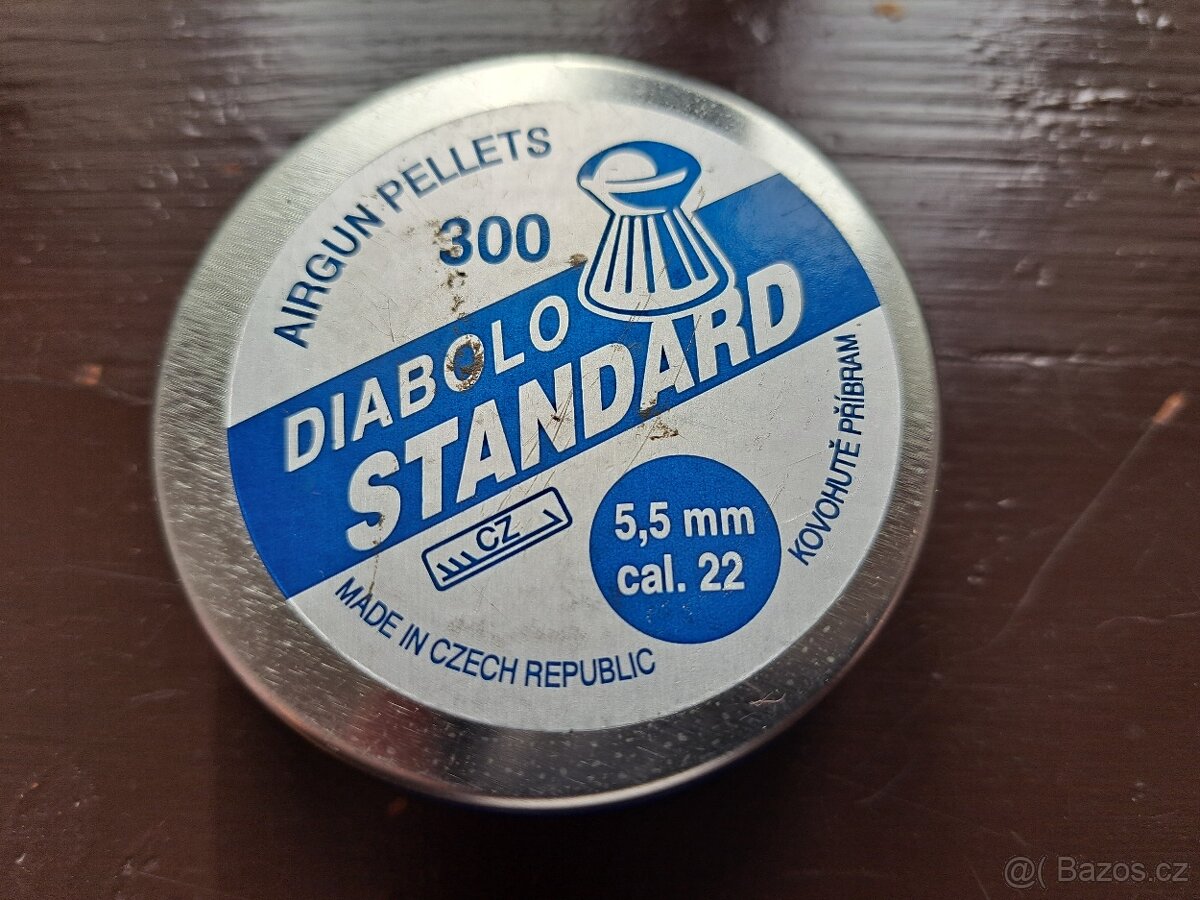 AIRGUN PELLETS
300
DIABOLO
STANDARD
CZ
5,5 mm
cal. 22
KOVOHUTĚ PŘÍBRAM
MADE IN CZECH REPUBLIC
@( Bazos.cz